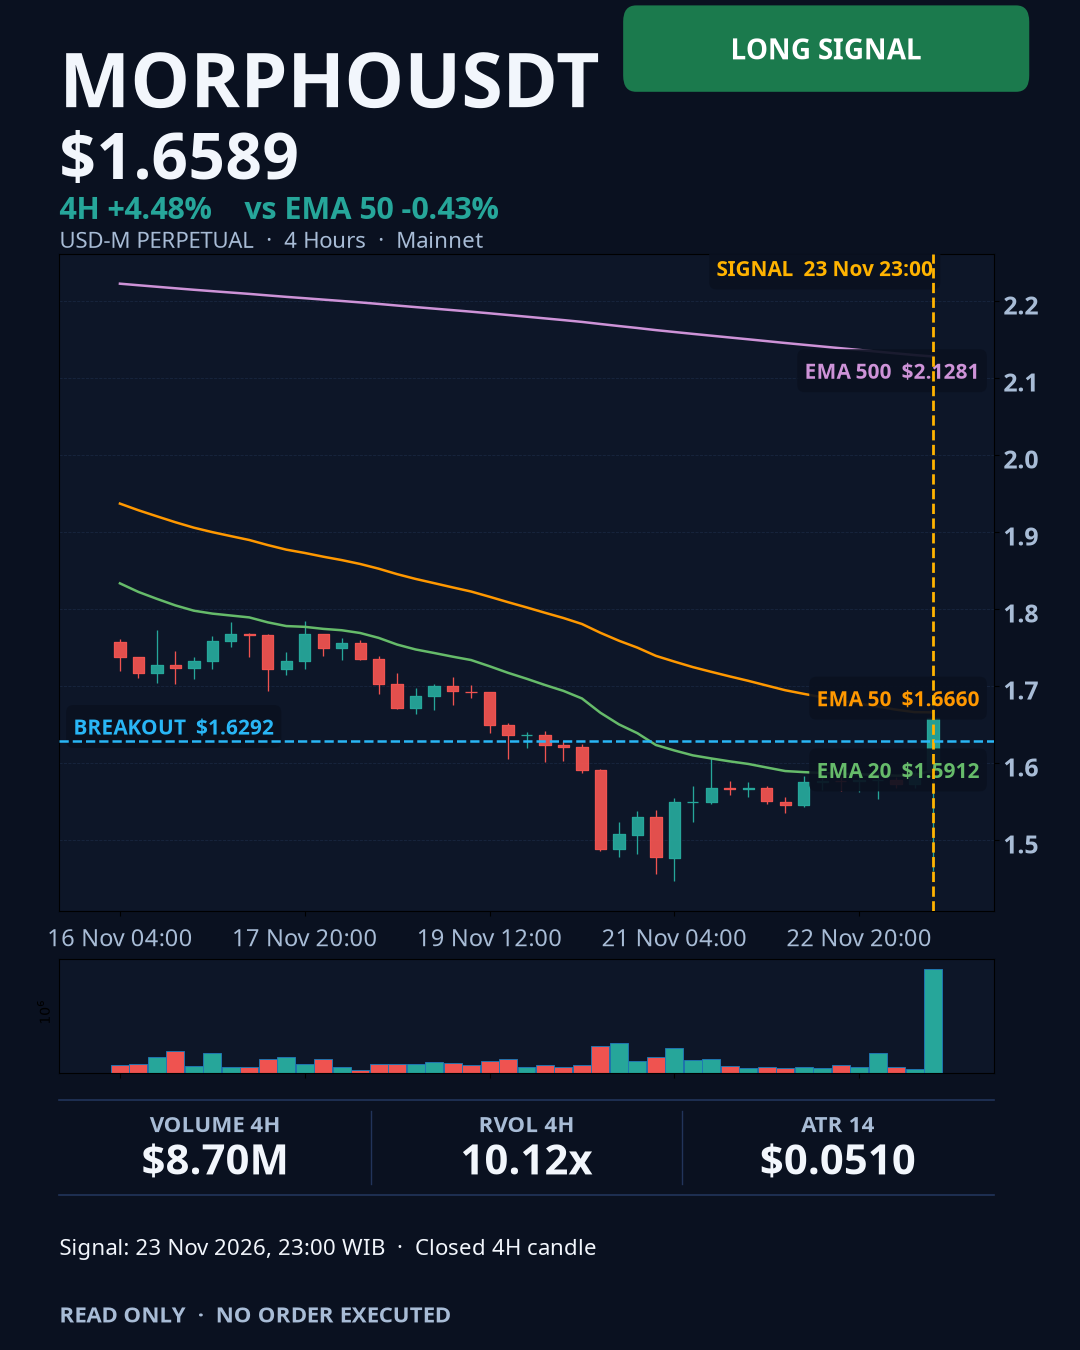 MORPHOUSDT
LONG SIGNAL
$1.6589
4H +4.48% vs EMA 50 -0.43%
USD-M PERPETUAL · 4 Hours · Mainnet
SIGNAL 23 Nov 23:00
2.2
EMA 500 $2.1281
2.1
2.0
1.9
1.8
1.7
EMA 50 $1.6660
BREAKOUT $1.6292
1.6
EMA 20 $1.5912
1.5
16 Nov 04:00
17 Nov 20:00
19 Nov 12:00
21 Nov 04:00
22 Nov 20:00
10⁶
VOLUME 4H
$8.70M
RVOL 4H
10.12x
ATR 14
$0.0510
Signal: 23 Nov 2026, 23:00 WIB · Closed 4H candle
READ ONLY · NO ORDER EXECUTED